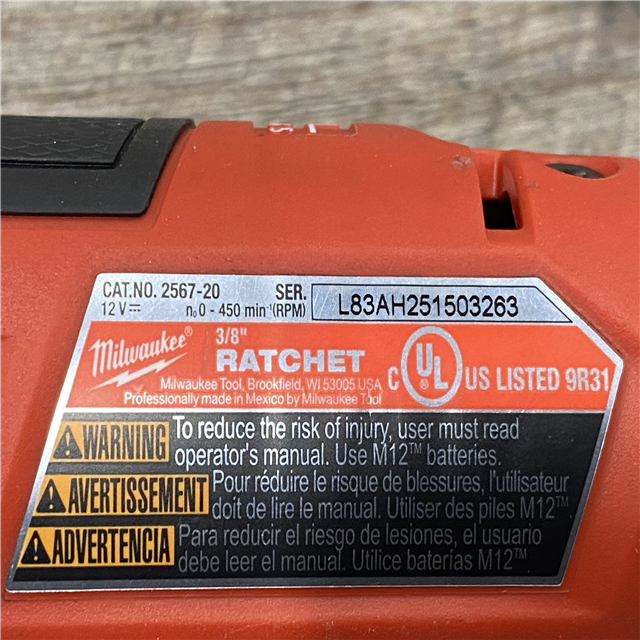 CAT.NO. 2567-20 SER. L83AH251503263
12 V⎓ n₀ 0 - 450 min⁻¹(RPM)
Milwaukee®
3/8"
RATCHET
Milwaukee Tool, Brookfield, WI 53005 USA
Professionally made in Mexico by Milwaukee Tool
C UL® US LISTED 9R31
WARNING To reduce the risk of injury, user must read
operator's manual. Use M12™ batteries.
AVERTISSEMENT Pour réduire le risque de blessures, l'utilisateur
doit de lire le manual. Utiliser des piles M12™
ADVERTENCIA Para reducir el riesgo de lesiones, el usuario
debe leer el manual. Utilice baterías M12™